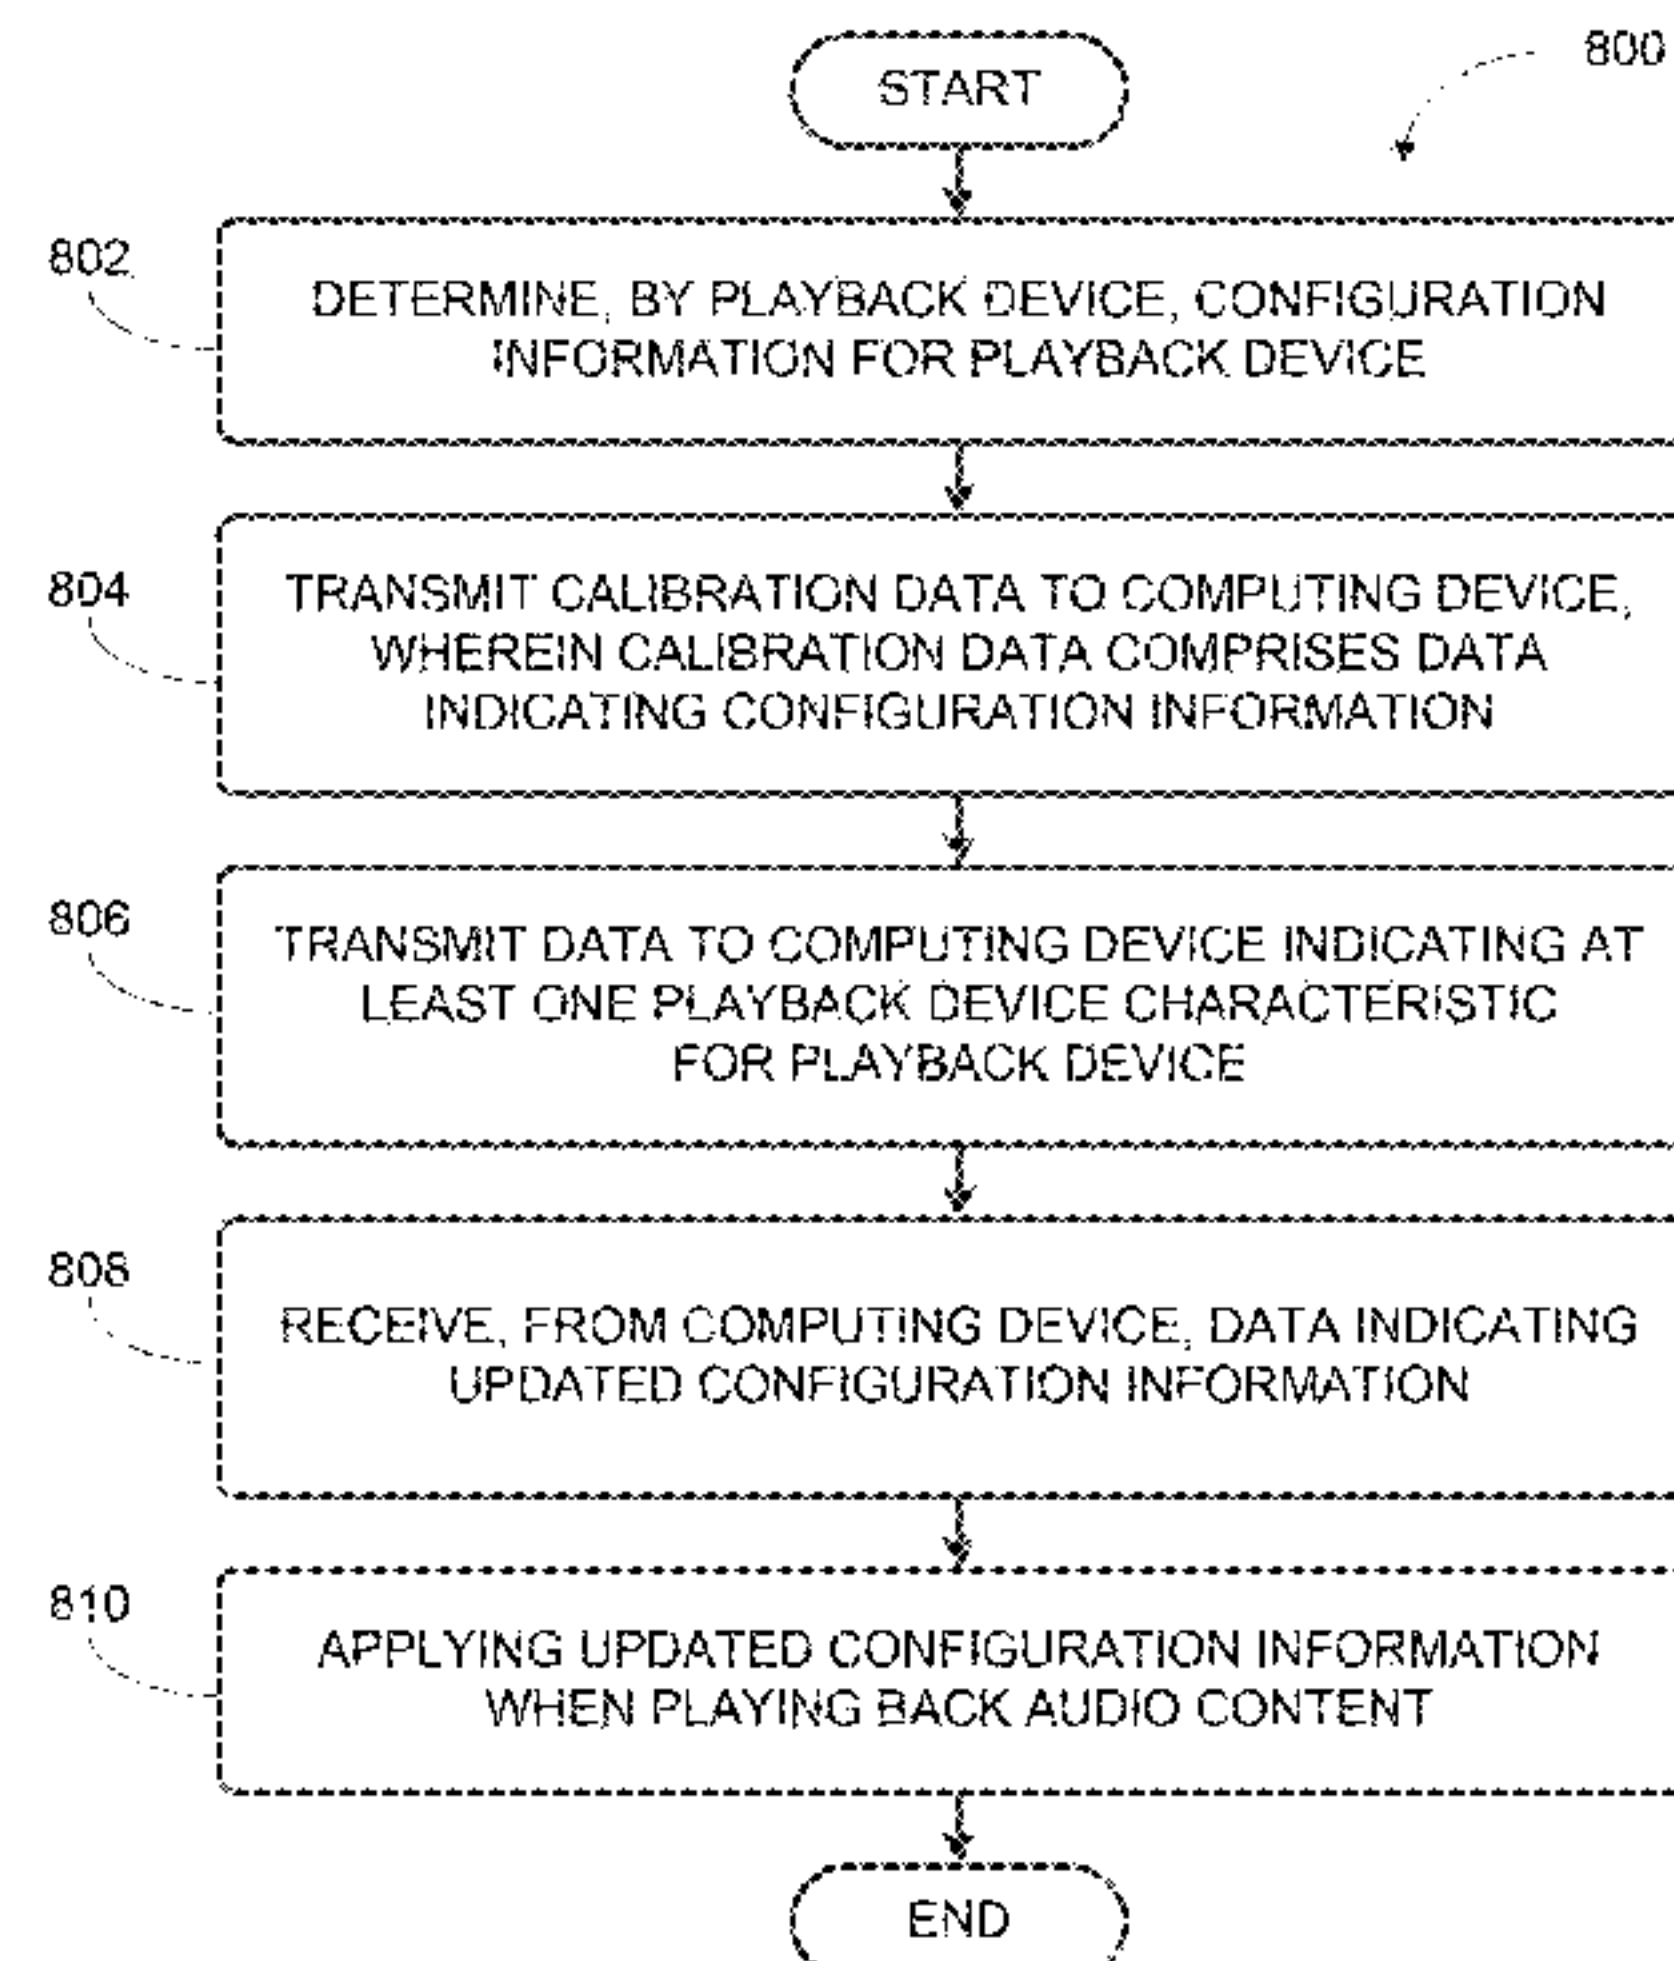 START
800
802
DETERMINE, BY PLAYBACK DEVICE, CONFIGURATION
INFORMATION FOR PLAYBACK DEVICE
804
TRANSMIT CALIBRATION DATA TO COMPUTING DEVICE,
WHEREIN CALIBRATION DATA COMPRISES DATA
INDICATING CONFIGURATION INFORMATION
806
TRANSMIT DATA TO COMPUTING DEVICE INDICATING AT
LEAST ONE PLAYBACK DEVICE CHARACTERISTIC
FOR PLAYBACK DEVICE
808
RECEIVE, FROM COMPUTING DEVICE, DATA INDICATING
UPDATED CONFIGURATION INFORMATION
810
APPLYING UPDATED CONFIGURATION INFORMATION
WHEN PLAYING BACK AUDIO CONTENT
END